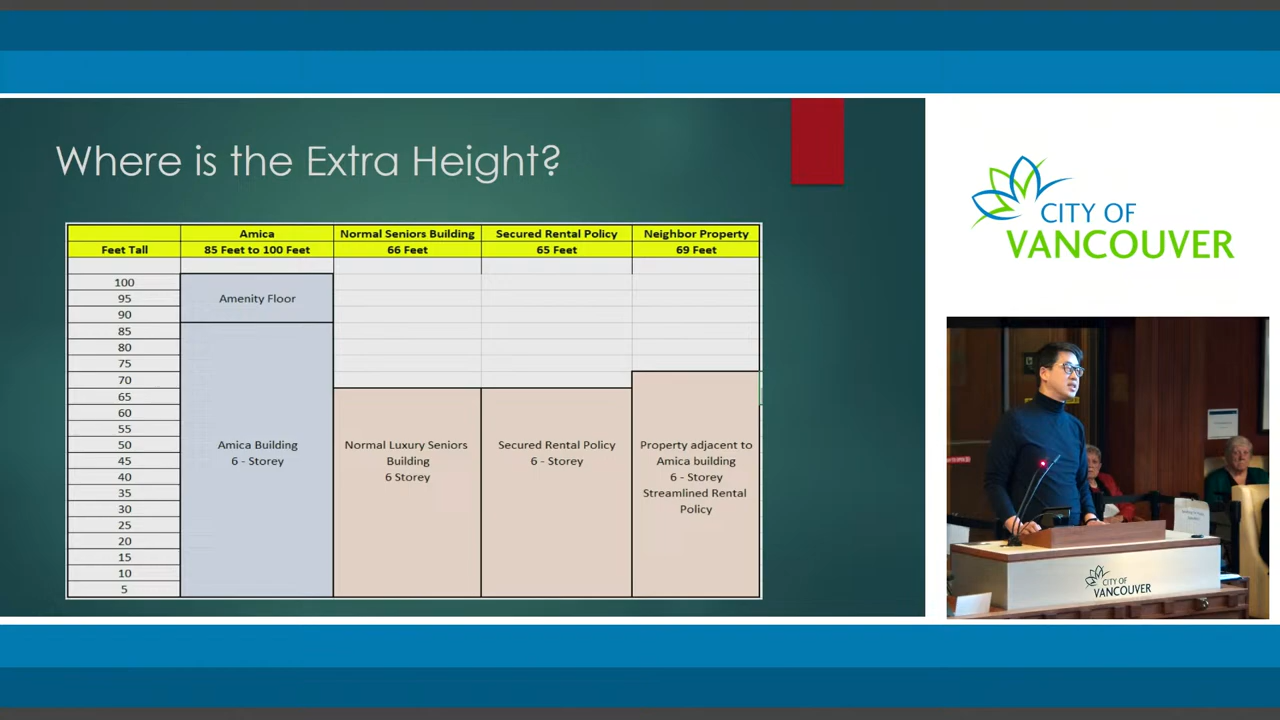 Where is the Extra Height?
Amica Normal Seniors Building Secured Rental Policy Neighbor Property
Feet Tall 85 Feet to 100 Feet 66 Feet 65 Feet 69 Feet
100
95 Amenity Floor
90
85
80
75
70
65
60
55
50 Amica Building Normal Luxury Seniors Secured Rental Policy Property adjacent to
45 6 - Storey Building 6 - Storey Amica building
40 6 Storey 6 - Storey
35 Streamlined Rental
30 Policy
25
20
15
10
5
CITY OF
VANCOUVER
CITY OF
VANCOUVER